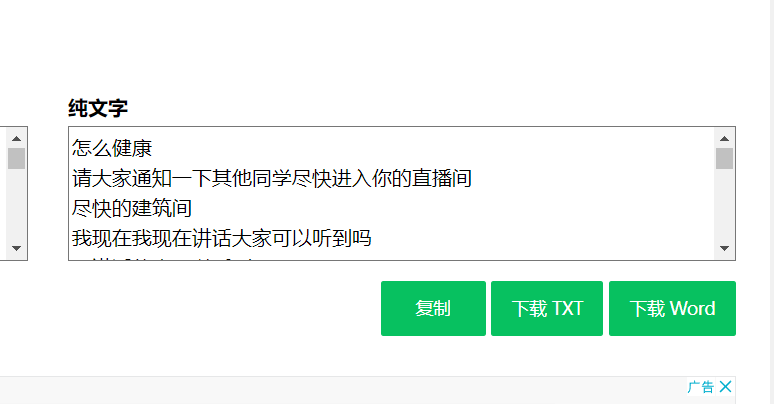 纯文字
怎么健康
请大家通知一下其他同学尽快进入你的直播间
尽快的建筑间
我现在我现在讲话大家可以听到吗
复制
下载 TXT
下载 Word
广告